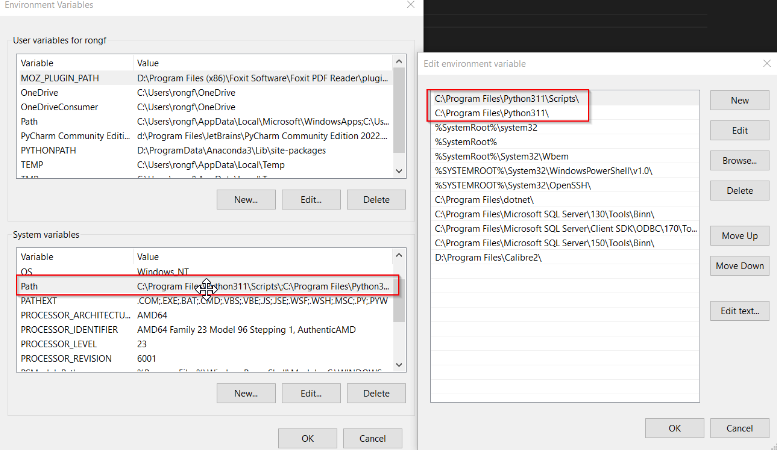 Environment Variables
User variables for rongf
Variable Value
MOZ_PLUGIN_PATH D:\Program Files (x86)\Foxit Software\Foxit PDF Reader\plugin...
OneDrive C:\Users\rongf\OneDrive
OneDriveConsumer C:\Users\rongf\OneDrive
Path C:\Users\rongf\AppData\Local\Microsoft\WindowsApps;C:\Us...
PyCharm Community Edition d:\Program Files\JetBrains\PyCharm Community Edition 2022....
PYTHONPATH D:\ProgramData\Anaconda3\Lib\site-packages
TEMP C:\Users\rongf\AppData\Local\Temp
New... Edit... Delete
System variables
Variable Value
OS Windows_NT
Path C:\Program Files\Python311\Scripts\;C:\Program Files\Python3...
PATHEXT .COM;.EXE;.BAT;.CMD;.VBS;.VBE;.JS;.JSE;.WSF;.WSH;.MSC;.PY;.PYW
PROCESSOR_ARCHITECTU... AMD64
PROCESSOR_IDENTIFIER AMD64 Family 23 Model 96 Stepping 1, AuthenticAMD
PROCESSOR_LEVEL 23
PROCESSOR_REVISION 6001
New... Edit... Delete
OK Cancel
Edit environment variable
C:\Program Files\Python311\Scripts\
C:\Program Files\Python311\
%SystemRoot%\system32
%SystemRoot%
%SystemRoot%\System32\Wbem
%SYSTEMROOT%\System32\WindowsPowerShell\v1.0\
%SYSTEMROOT%\System32\OpenSSH\
C:\Program Files\dotnet\
C:\Program Files\Microsoft SQL Server\130\Tools\Binn\
C:\Program Files\Microsoft SQL Server\Client SDK\ODBC\170\To...
C:\Program Files\Microsoft SQL Server\150\Tools\Binn\
D:\Program Files\Calibre2\
New
Edit
Browse...
Delete
Move Up
Move Down
Edit text...
OK Cancel